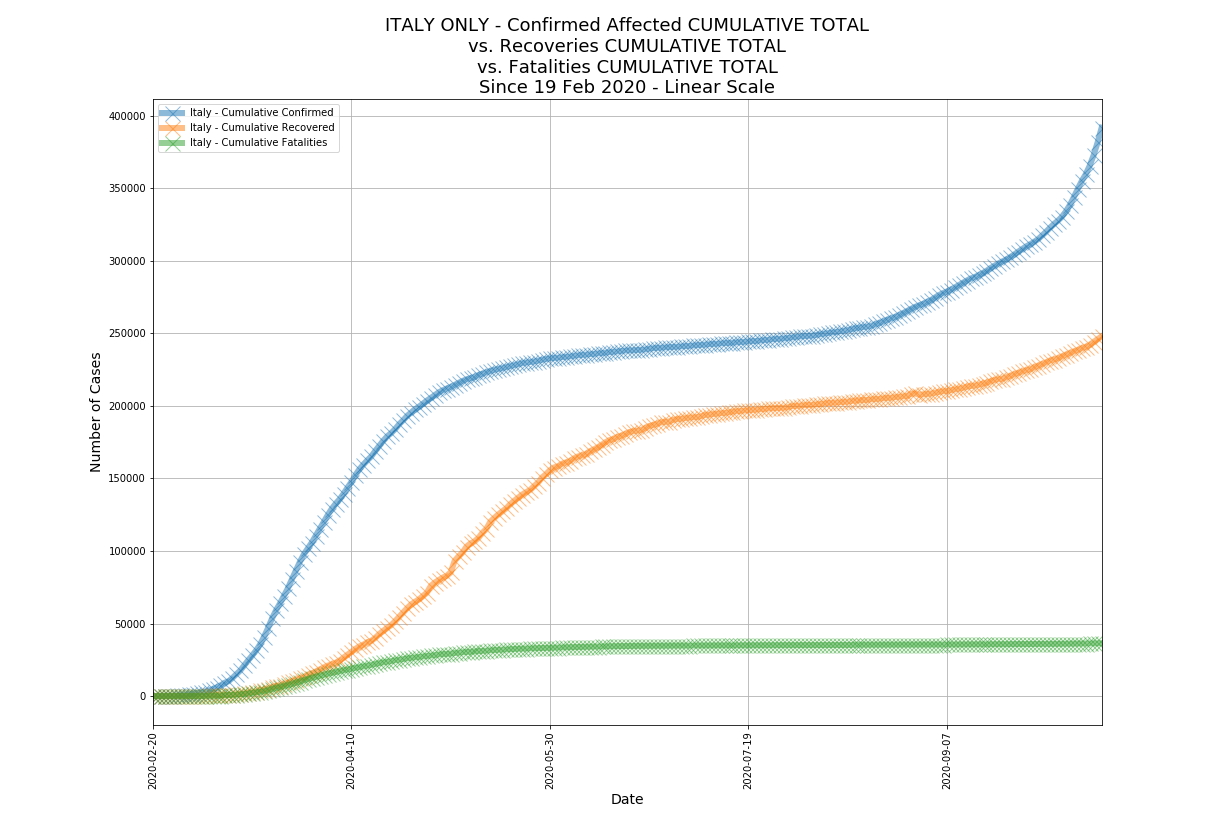 ITALY ONLY - Confirmed Affected CUMULATIVE TOTAL
vs. Recoveries CUMULATIVE TOTAL
vs. Fatalities CUMULATIVE TOTAL
Since 19 Feb 2020 - Linear Scale
Italy - Cumulative Confirmed
Italy - Cumulative Recovered
Italy - Cumulative Fatalities
Number of Cases
400000
350000
300000
250000
200000
150000
100000
50000
0
2020-02-20
2020-04-10
2020-05-30
2020-07-19
2020-09-07
Date